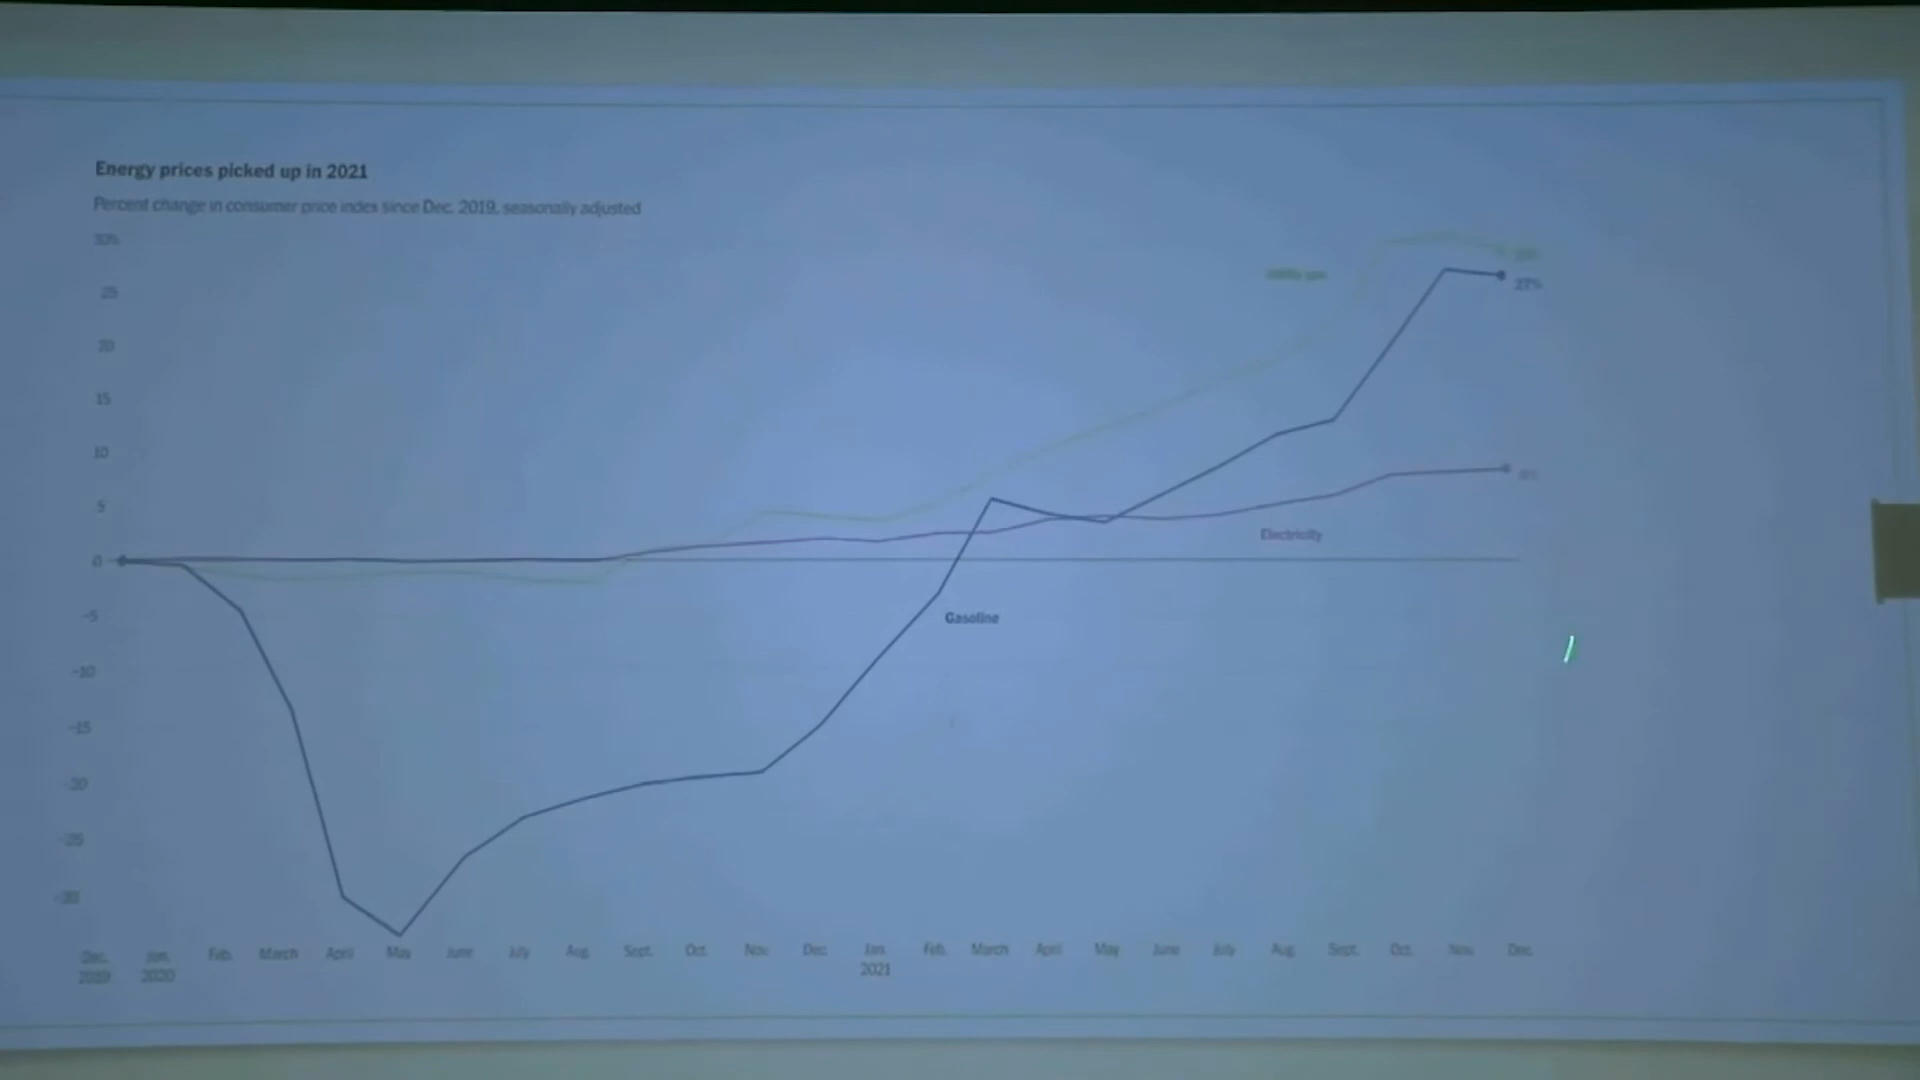 Energy prices picked up in 2021
Percent change in consumer price index since Dec. 2019, seasonally adjusted
30%
25
20
15
10
5
0
-5
-10
-15
-20
-25
-30
27%
Electricity
Gasoline
Dec. Jan. Feb. March April May June July Aug. Sept. Oct. Nov. Dec. Jan. Feb. March April May June July Aug. Sept. Oct. Nov. Dec.
2019 2020 2021